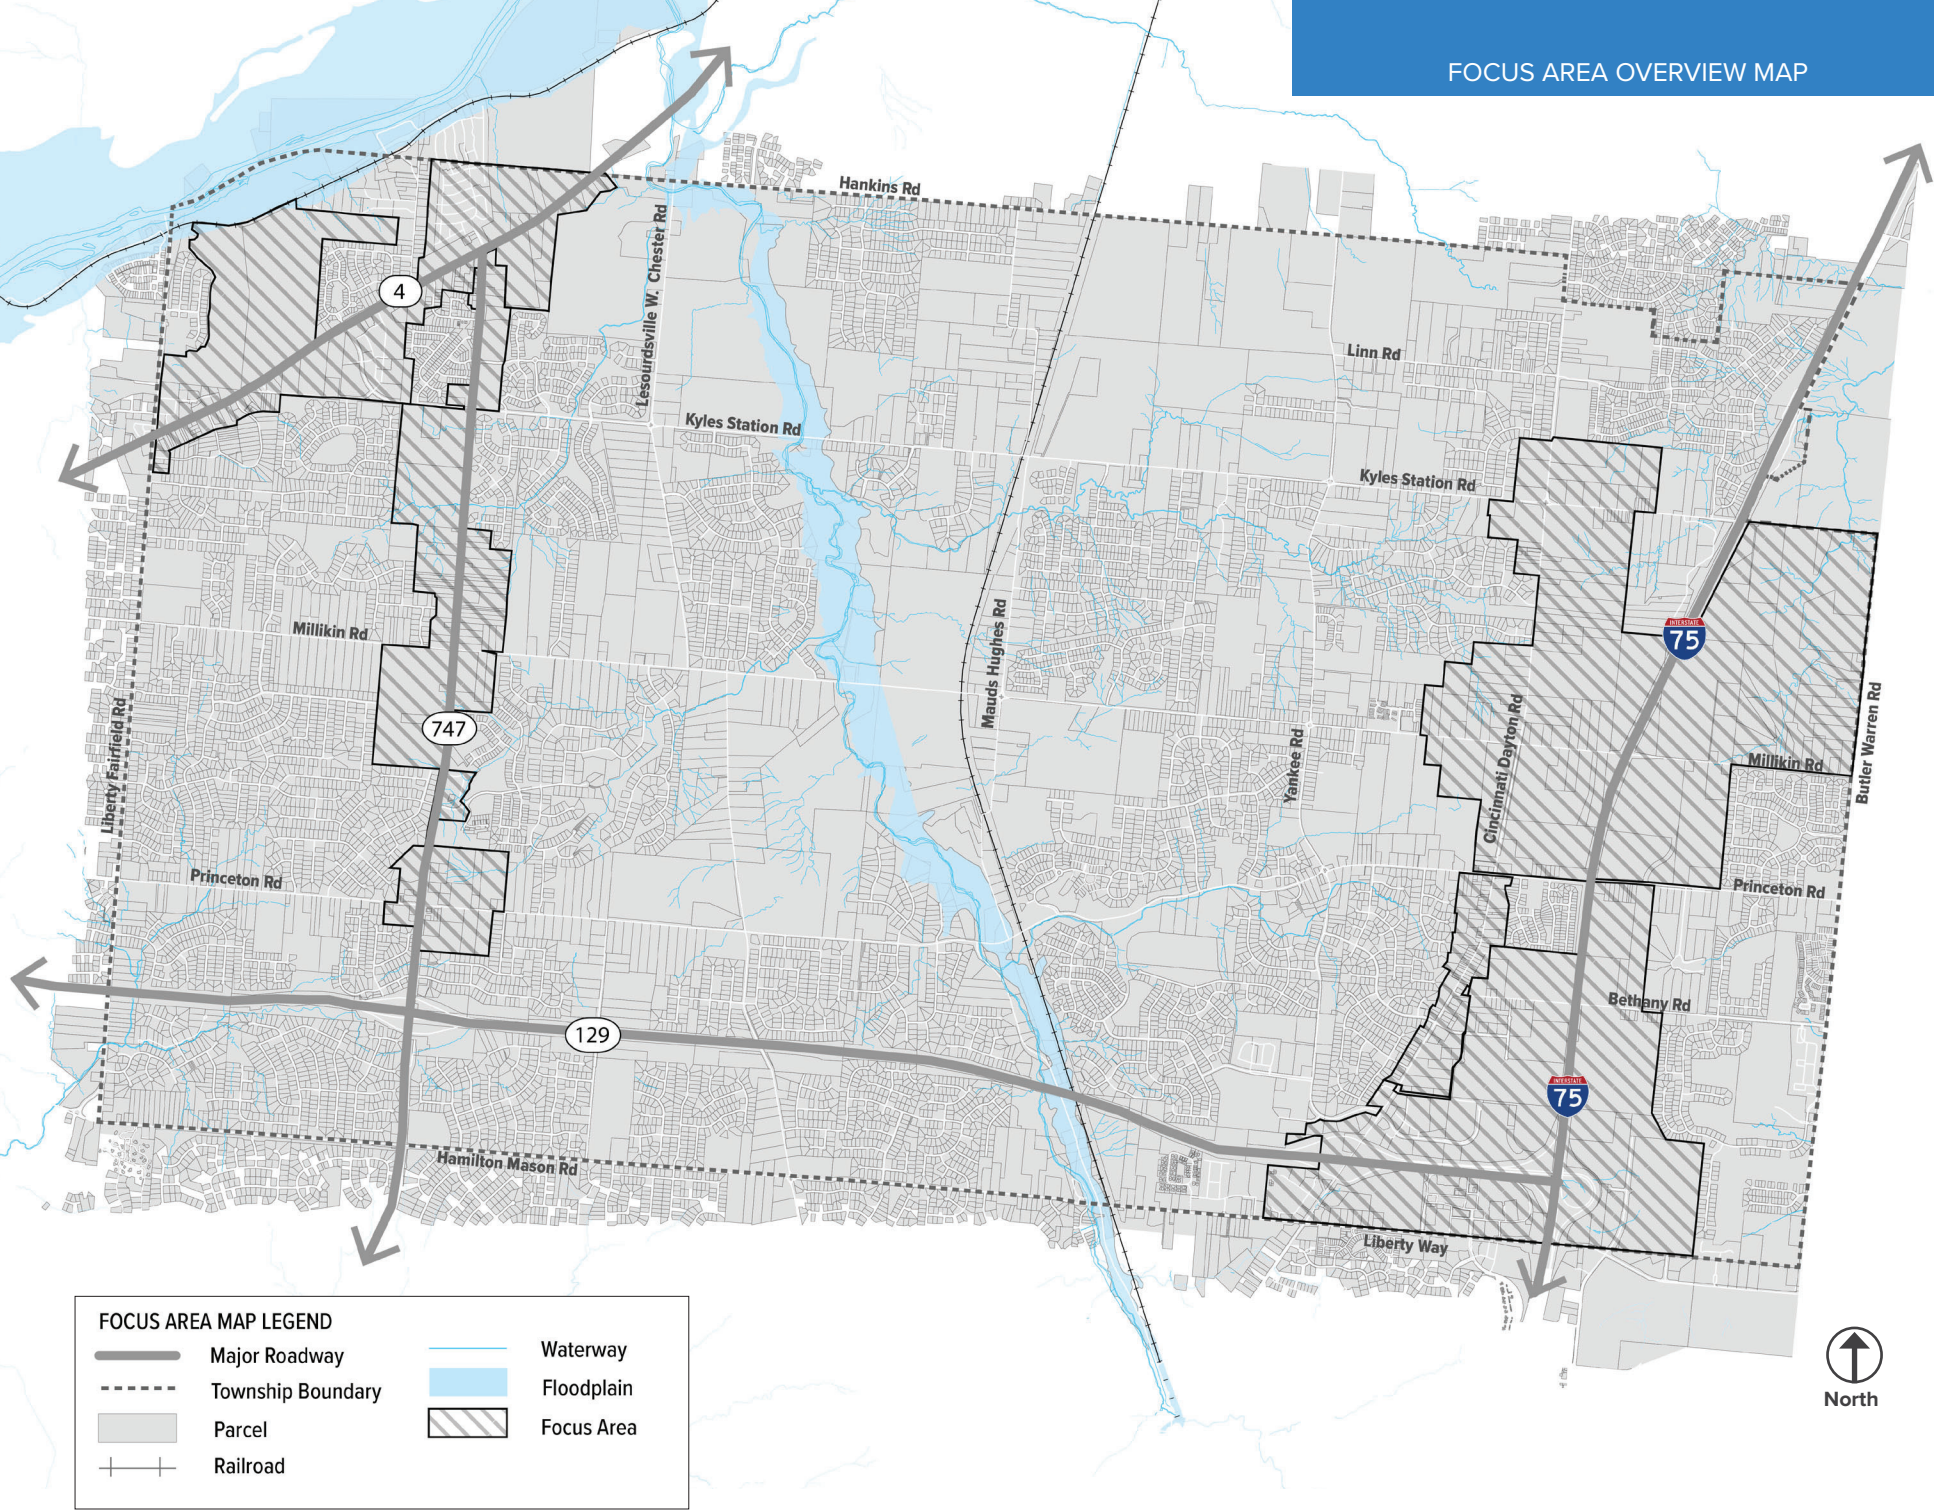 FOCUS AREA OVERVIEW MAP
Hankins Rd
Lesourdsville W. Chester Rd
4
Linn Rd
Kyles Station Rd
Kyles Station Rd
INTERSTATE
75
Millikin Rd
Mauds Hughes Rd
Liberty Fairfield Rd
747
Yankee Rd
Cincinnati Dayton Rd
Butler Warren Rd
Millikin Rd
Princeton Rd
Princeton Rd
Bethany Rd
129
INTERSTATE
75
Hamilton Mason Rd
Liberty Way
FOCUS AREA MAP LEGEND
Major Roadway
Township Boundary
Parcel
Railroad
Waterway
Floodplain
Focus Area
North